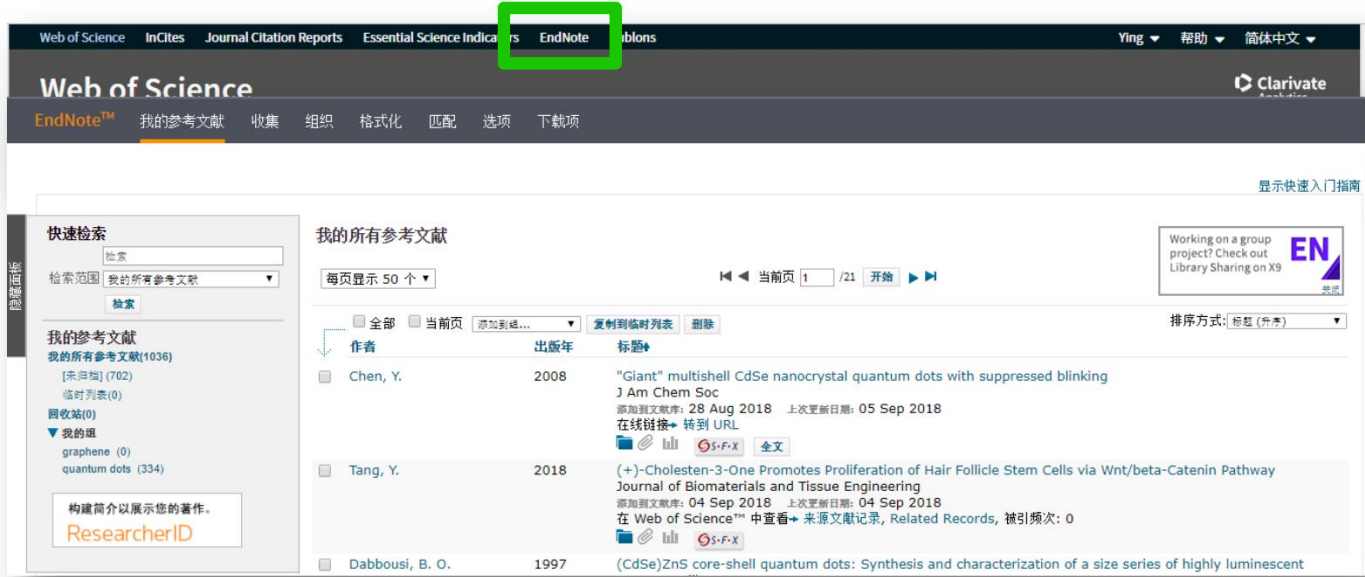 Web of Science InCites Journal Citation Reports Essential Science Indicators EndNote Publons Ying 帮助 简体中文
Web of Science Clarivate
Analytics
EndNote™ 我的参考文献 收集 组织 格式化 匹配 选项 下载项
显示快速入门指南
隐藏面板
快速检索
检索
检索范围 我的所有参考文献
检索
我的参考文献
我的所有参考文献(1036)
[未归档] (702)
临时列表(0)
回收站(0)
▼ 我的组
graphene (0)
quantum dots (334)
构建简介以展示您的著作。
ResearcherID
我的所有参考文献
每页显示 50 个
当前页 1 /21 开始
Working on a group
project? Check out
Library Sharing on X9
EN
关闭
全部 当前页 添加到组... 复制到临时列表 删除 排序方式: 标题 (升序)
作者 出版年 标题
Chen, Y. 2008 "Giant" multishell CdSe nanocrystal quantum dots with suppressed blinking
J Am Chem Soc
添加到文献库: 28 Aug 2018 上次更新日期: 05 Sep 2018
在线链接➔ 转到 URL
S·F·X 全文
Tang, Y. 2018 (+)-Cholesten-3-One Promotes Proliferation of Hair Follicle Stem Cells via Wnt/beta-Catenin Pathway
Journal of Biomaterials and Tissue Engineering
添加到文献库: 04 Sep 2018 上次更新日期: 04 Sep 2018
在 Web of Science™ 中查看➔ 来源文献记录, Related Records, 被引频次: 0
S·F·X
Dabbousi, B. O. 1997 (CdSe)ZnS core-shell quantum dots: Synthesis and characterization of a size series of highly luminescent